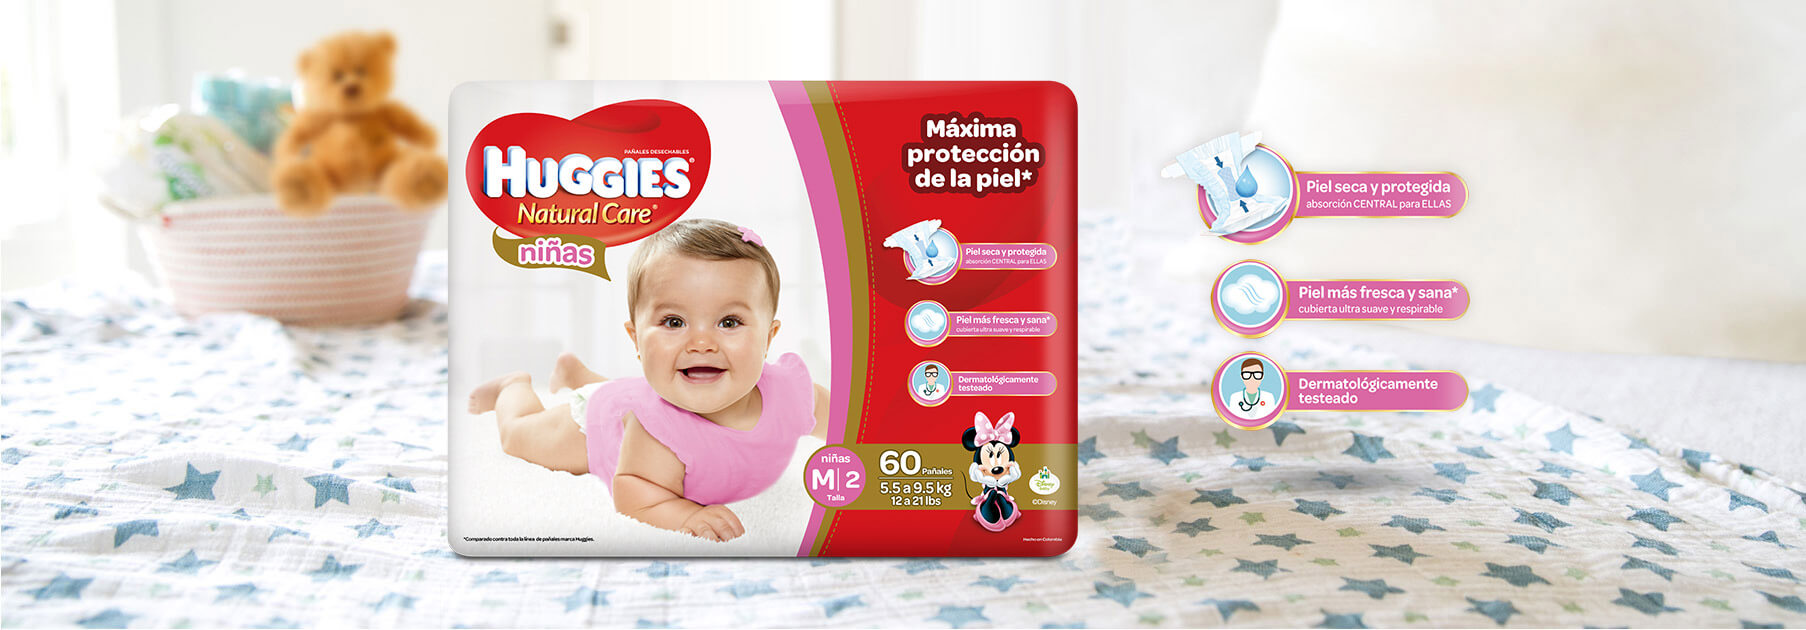 PAÑALES DESECHABLES
HUGGIES®
Natural Care®
niñas
Máxima
protección
de la piel*
Piel seca y protegida
absorción CENTRAL para ELLAS
Piel más fresca y sana*
cubierta ultra suave y respirable
Dermatológicamente
testeado
niñas
M|2
Talla
60 Pañales
5.5 a 9.5 kg
12 a 21 lbs
Disney
baby
©Disney
*Comparado contra toda la línea de pañales marca Huggies.
Hecho en Colombia
Piel seca y protegida
absorción CENTRAL para ELLAS
Piel más fresca y sana*
cubierta ultra suave y respirable
Dermatológicamente
testeado